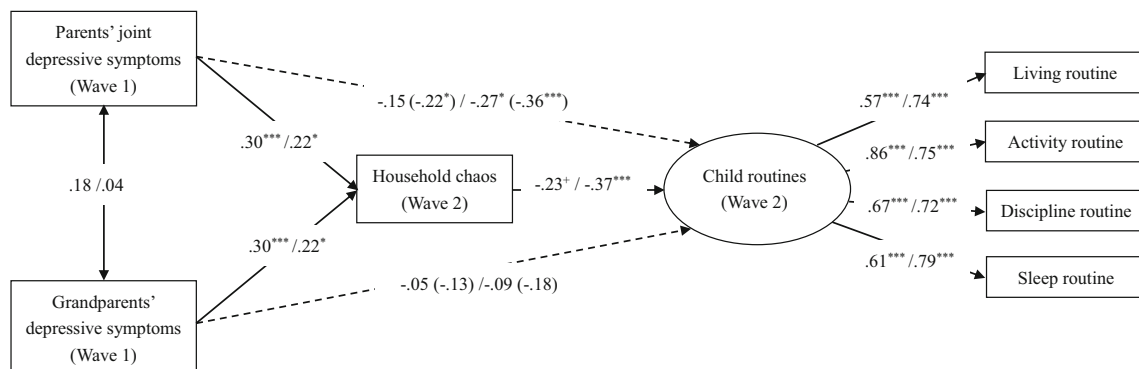 Parents’ joint
depressive symptoms
(Wave 1)
Living routine
-.15 (-.22*) / -.27* (-.36***)
.57*** /.74***
.30*** /.22*
.86*** /.75***
Activity routine
.18 /.04
Household chaos
(Wave 2)
-.23+ / -.37***
Child routines
(Wave 2)
.67*** /.72***
Discipline routine
.30*** /.22*
.61*** /.79***
Sleep routine
-.05 (-.13) /-.09 (-.18)
Grandparents’
depressive symptoms
(Wave 1)